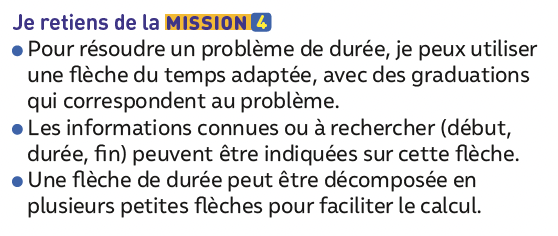 Je retiens de la MISSION 4
● Pour résoudre un problème de durée, je peux utiliser
une flèche du temps adaptée, avec des graduations
qui correspondent au problème.
● Les informations connues ou à rechercher (début,
durée, fin) peuvent être indiquées sur cette flèche.
● Une flèche de durée peut être décomposée en
plusieurs petites flèches pour faciliter le calcul.